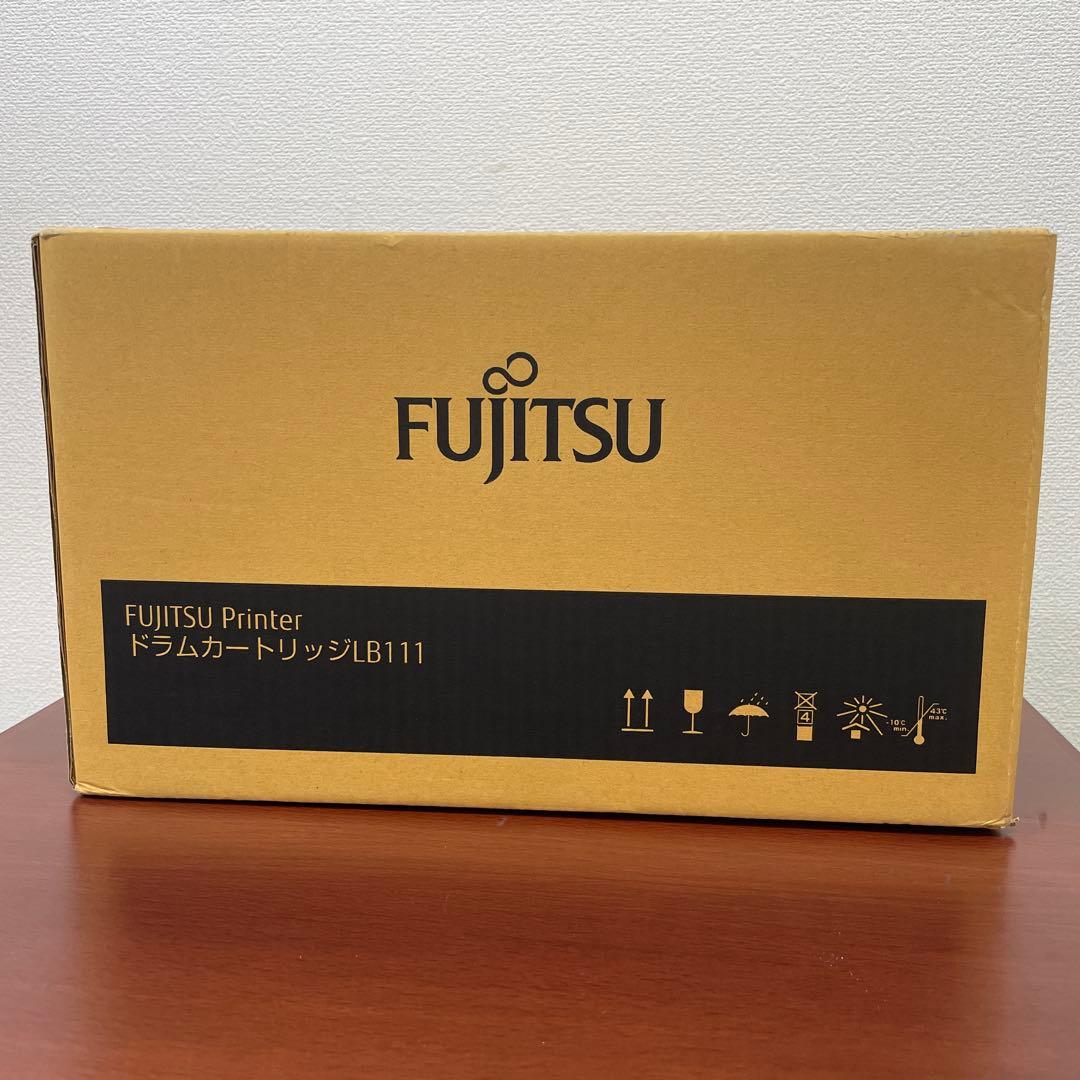 FUJITSU
FUJITSU Printer
ドラムカートリッジLB111
4
-10°C
min.
43°C
max.